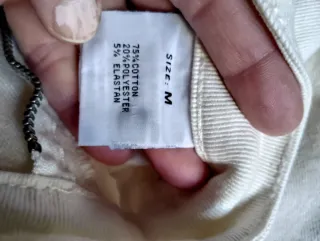 SIZE: M
75%COTTON
20%POLYESTER
5% ELASTAN